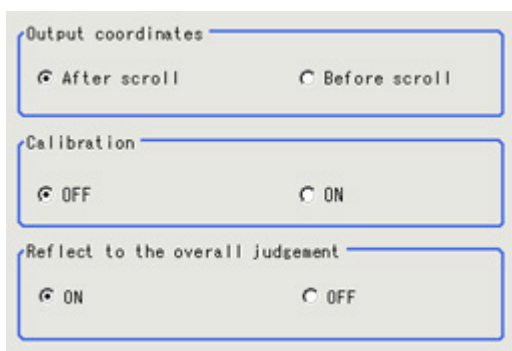 Output coordinates
After scroll Before scroll
Calibration
OFF ON
Reflect to the overall judgement
ON OFF